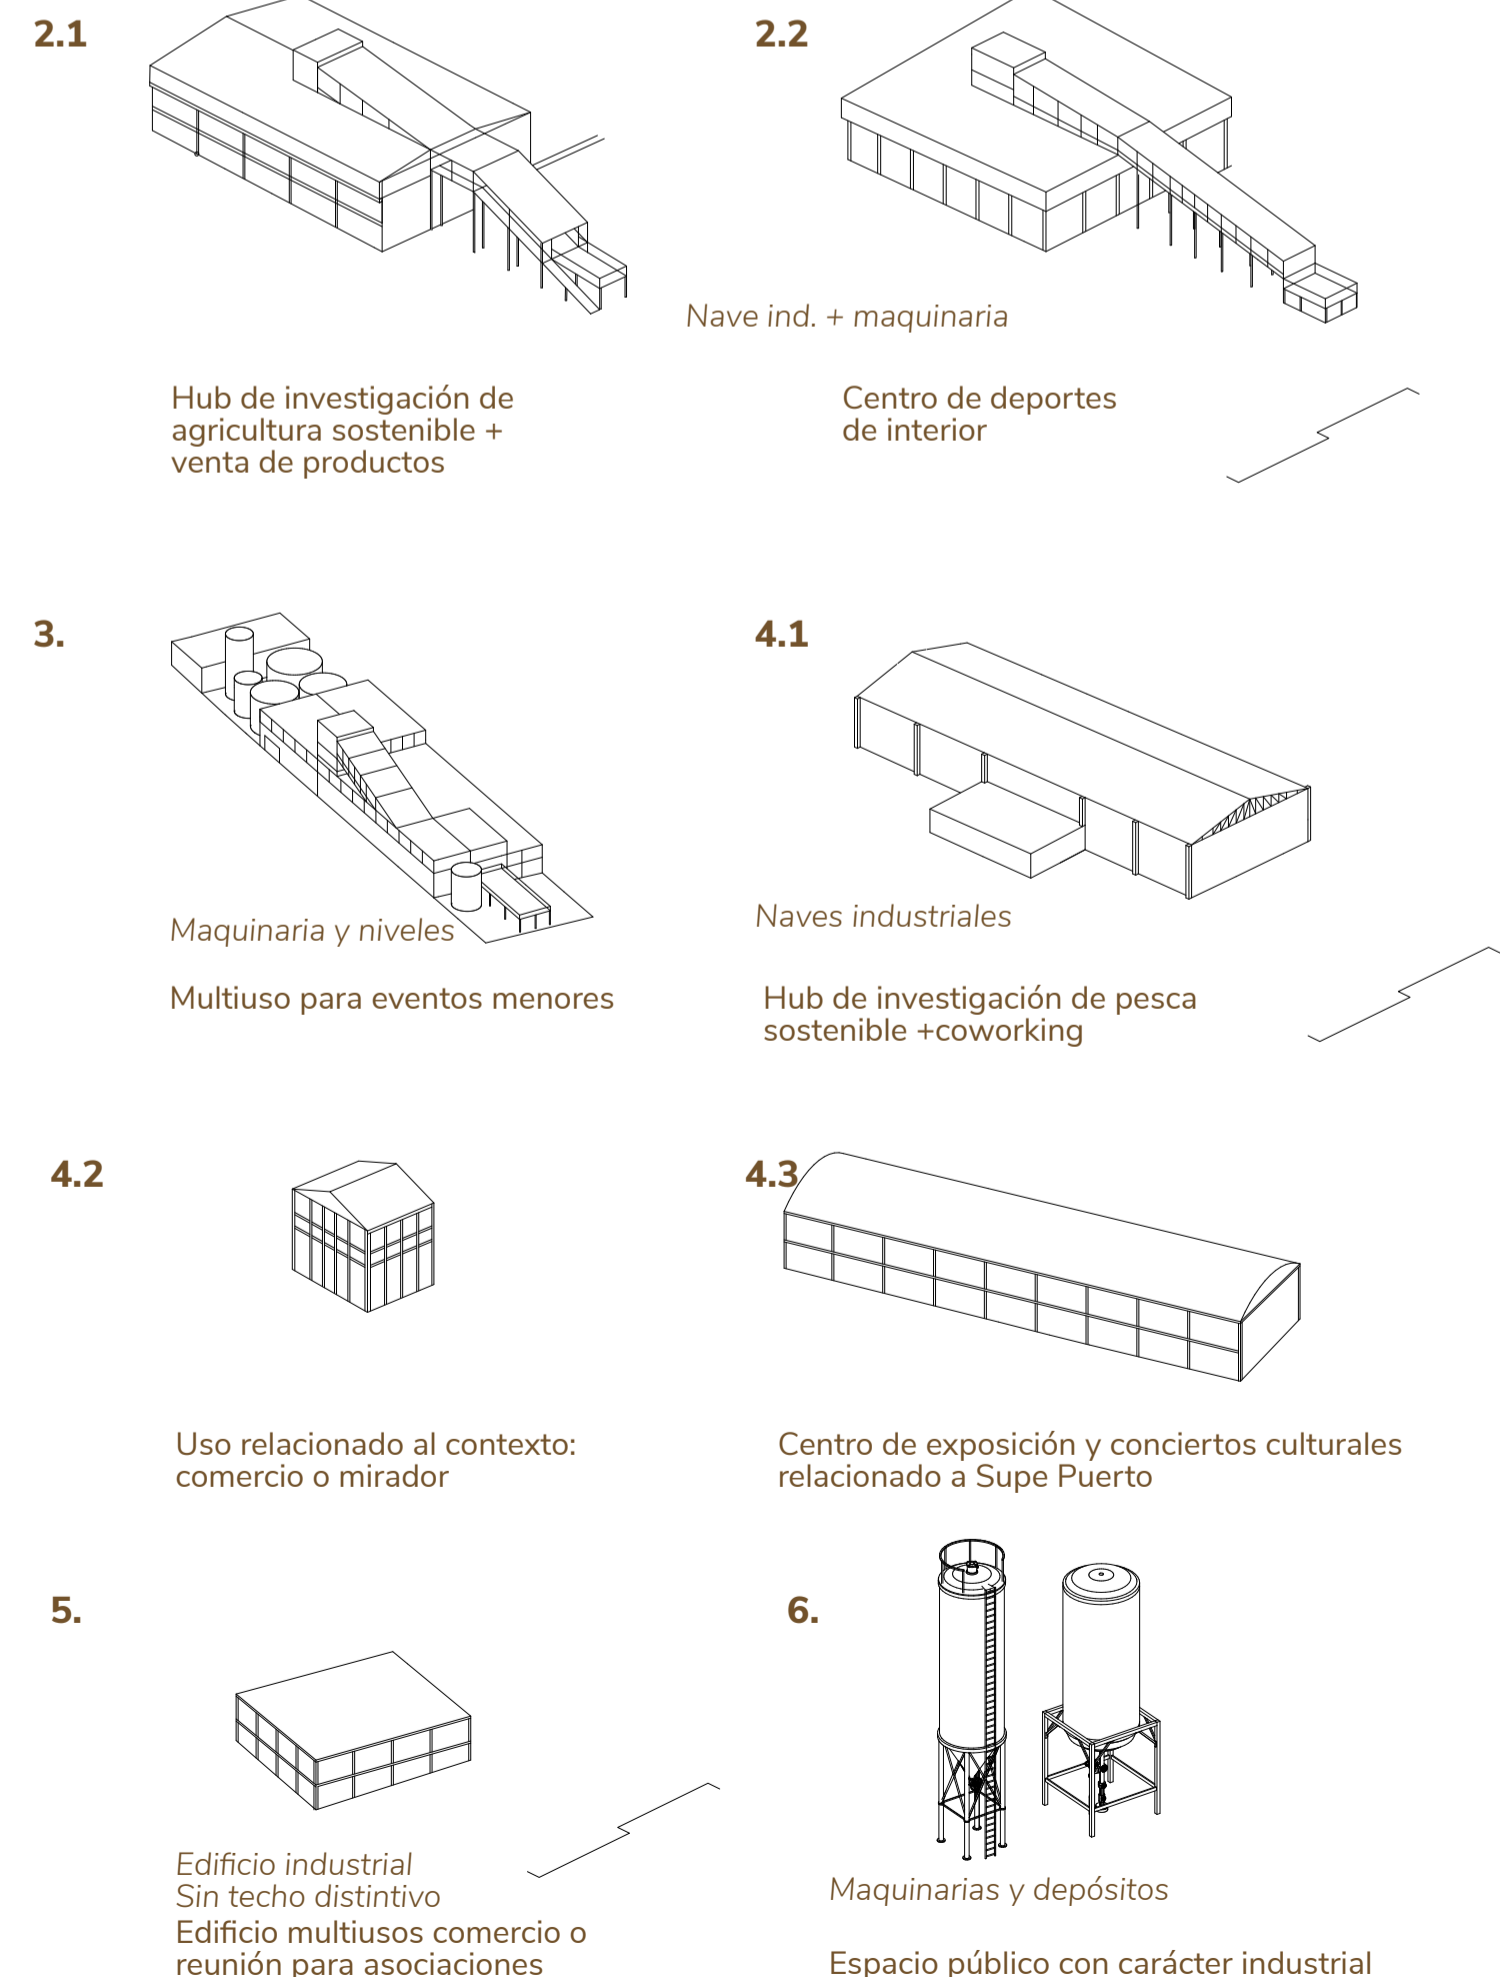 2.1
2.2
Nave ind. + maquinaria
Hub de investigación de
agricultura sostenible +
venta de productos
Centro de deportes
de interior
3.
4.1
Maquinaria y niveles
Multiuso para eventos menores
Naves industriales
Hub de investigación de pesca
sostenible +coworking
4.2
4.3
Uso relacionado al contexto:
comercio o mirador
Centro de exposición y conciertos culturales
relacionado a Supe Puerto
5.
6.
Edificio industrial
Sin techo distintivo
Edificio multiusos comercio o
reunión para asociaciones
Maquinarias y depósitos
Espacio público con carácter industrial